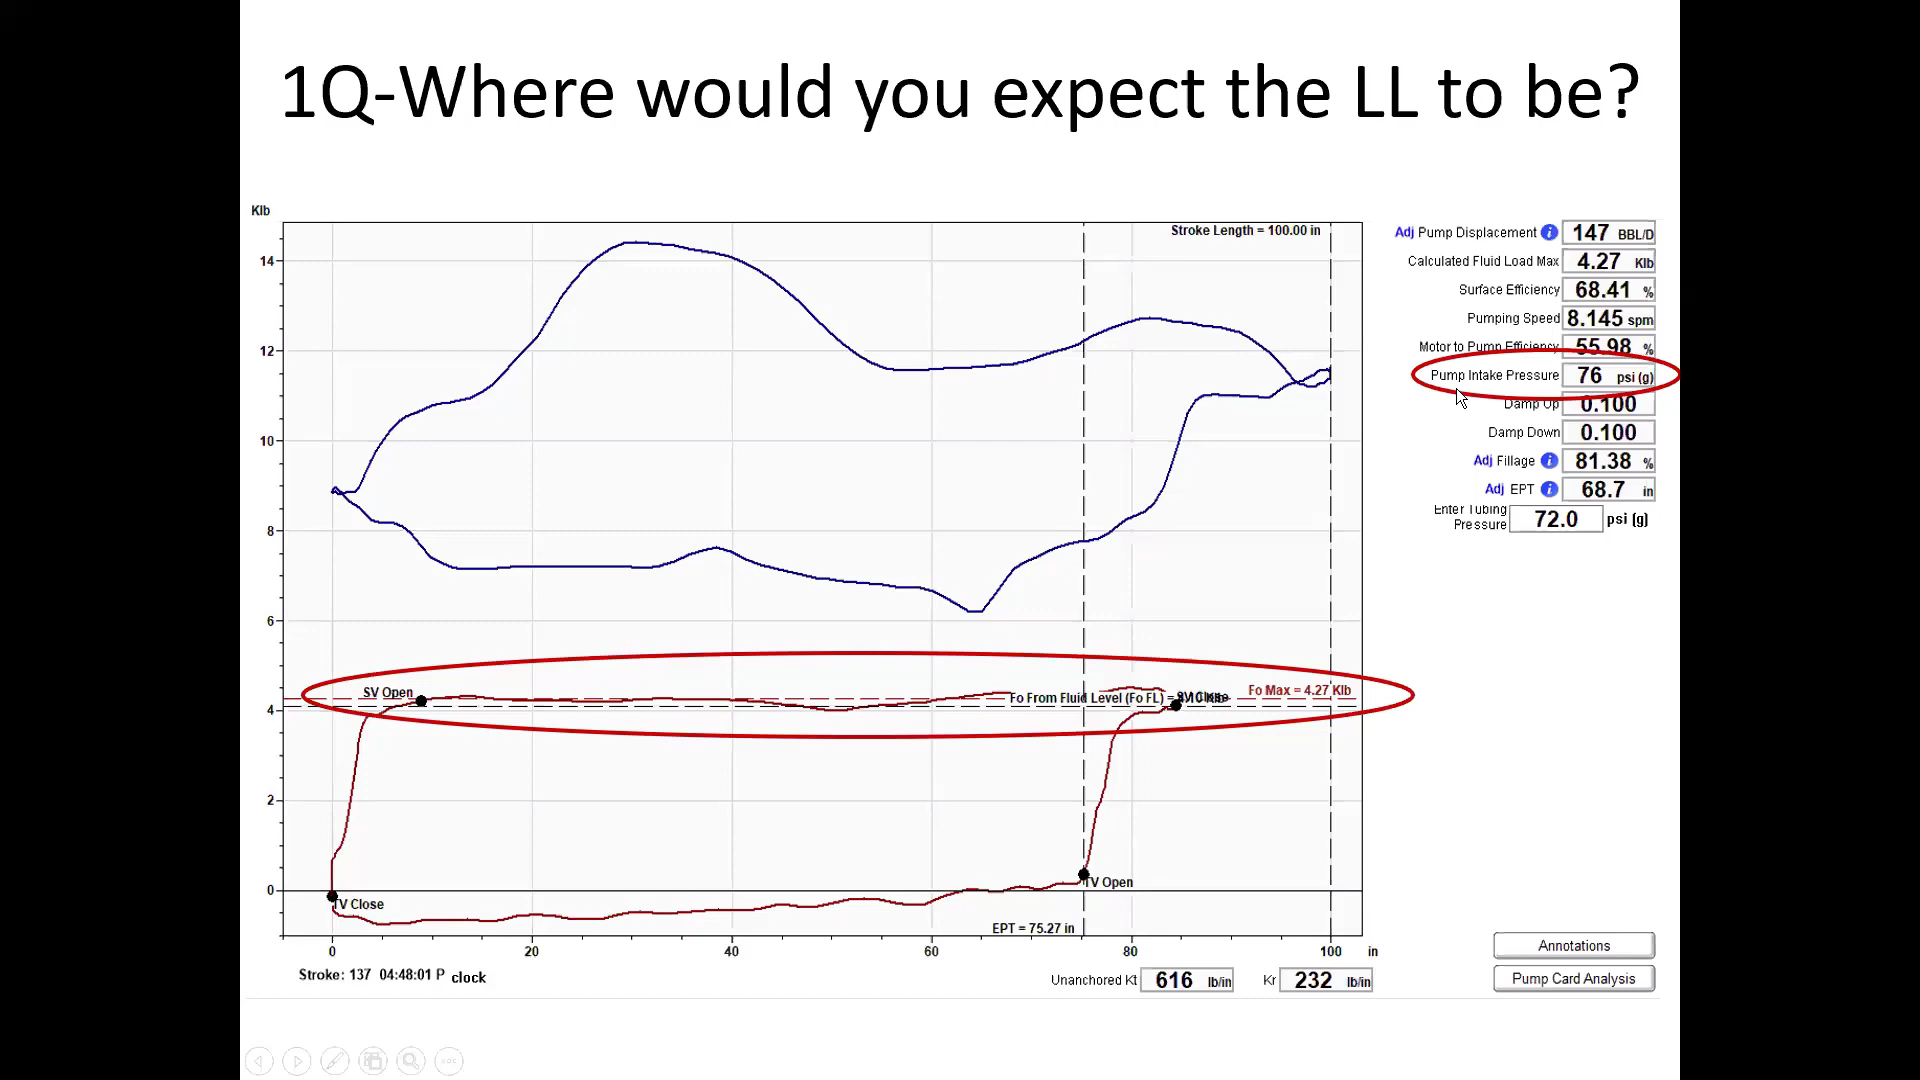 1Q-Where would you expect the LL to be?
Klb
Stroke Length = 100.00 in
14
12
10
8
6
4
2
0
SV Open
Fo From Fluid Level (Fo FL) =
SV Close
Fo Max = 4.27 Klb
TV Close
TV Open
EPT = 75.27 in
0 20 40 60 80 100 in
Stroke: 137 04:48:01 P clock
Unanchored Kt 616 lb/in Kr 232 lb/in
Adj Pump Displacement i 147 BBL/D
Calculated Fluid Load Max 4.27 Klb
Surface Efficiency 68.41 %
Pumping Speed 8.145 spm
Motor to Pump Efficiency 55.98 %
Pump Intake Pressure 76 psi (g)
Damp Up 0.100
Damp Down 0.100
Adj Fillage i 81.38 %
Adj EPT i 68.7 in
Enter Tubing
Pressure 72.0 psi (g)
Annotations
Pump Card Analysis